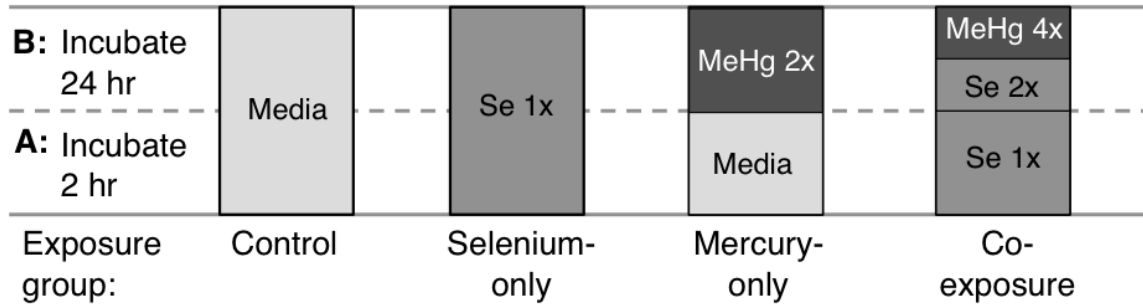 B: Incubate
24 hr
A: Incubate
2 hr
Media
Se 1x
MeHg 2x
Media
MeHg 4x
Se 2x
Se 1x
Exposure
group:
Control
Selenium-
only
Mercury-
only
Co-
exposure